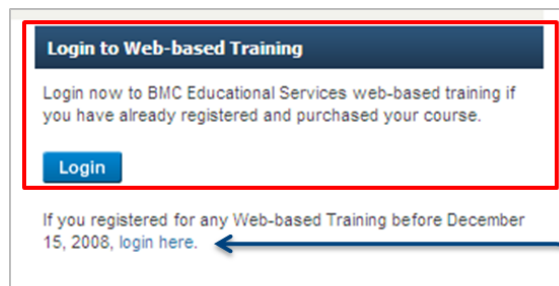 Login to Web-based Training
Login now to BMC Educational Services web-based training if
you have already registered and purchased your course.
Login
If you registered for any Web-based Training before December
15, 2008, login here.